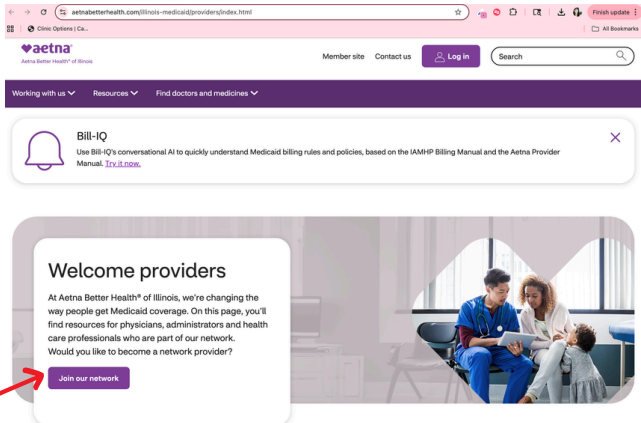 aetnabetterhealth.com/illinois-medicaid/providers/index.html
Finish update
Clinic Options | Ca...
All Bookmarks
aetna®
Aetna Better Health® of Illinois
Member site
Contact us
Log in
Search
Working with us
Resources
Find doctors and medicines
Bill-IQ
Use Bill-IQ's conversational AI to quickly understand Medicaid billing rules and policies, based on the IAMHP Billing Manual and the Aetna Provider
Manual. Try it now.
Welcome providers
At Aetna Better Health® of Illinois, we're changing the
way people get Medicaid coverage. On this page, you'll
find resources for physicians, administrators and health
care professionals who are part of our network.
Would you like to become a network provider?
Join our network